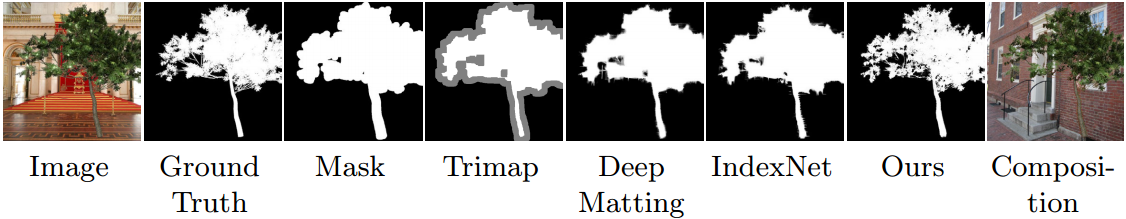 Image
Ground
Truth
Mask
Trimap
Deep
Matting
IndexNet
Ours
Composi-
tion